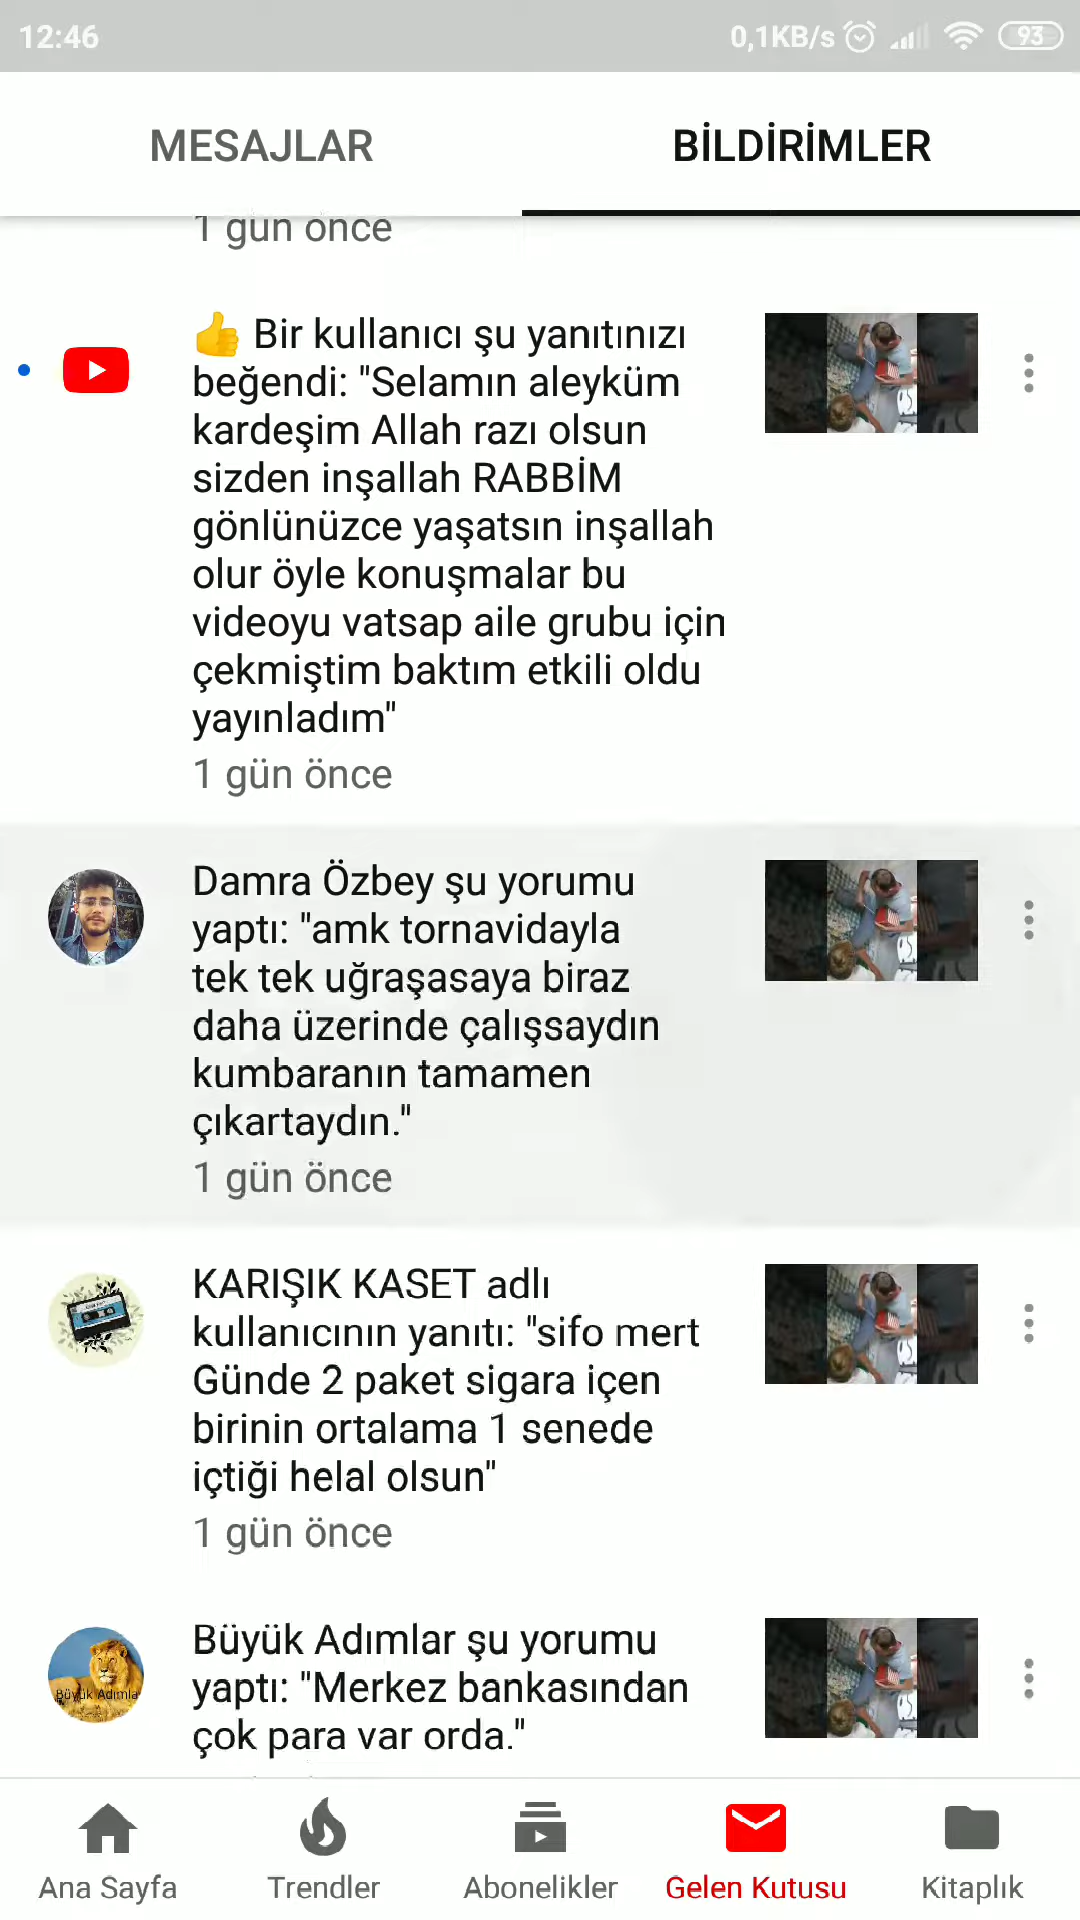 12:46
0,1KB/s
93
MESAJLAR
BİLDİRİMLER
1 gün önce
👍 Bir kullanıcı şu yanıtınızı
beğendi: "Selamın aleyküm
kardeşim Allah razı olsun
sizden inşallah RABBİM
gönlünüzce yaşatsın inşallah
olur öyle konuşmalar bu
videoyu vatsap aile grubu için
çekmiştim baktım etkili oldu
yayınladım"
1 gün önce
Damra Özbey şu yorumu
yaptı: "amk tornavidayla
tek tek uğraşasaya biraz
daha üzerinde çalışsaydın
kumbaranın tamamen
çıkartaydın."
1 gün önce
KARIŞIK KASET adlı
kullanıcının yanıtı: "sifo mert
Günde 2 paket sigara içen
birinin ortalama 1 senede
içtiği helal olsun"
1 gün önce
Büyük Adımla
Büyük Adımlar şu yorumu
yaptı: "Merkez bankasından
çok para var orda."
Ana Sayfa
Trendler
Abonelikler
Gelen Kutusu
Kitaplık